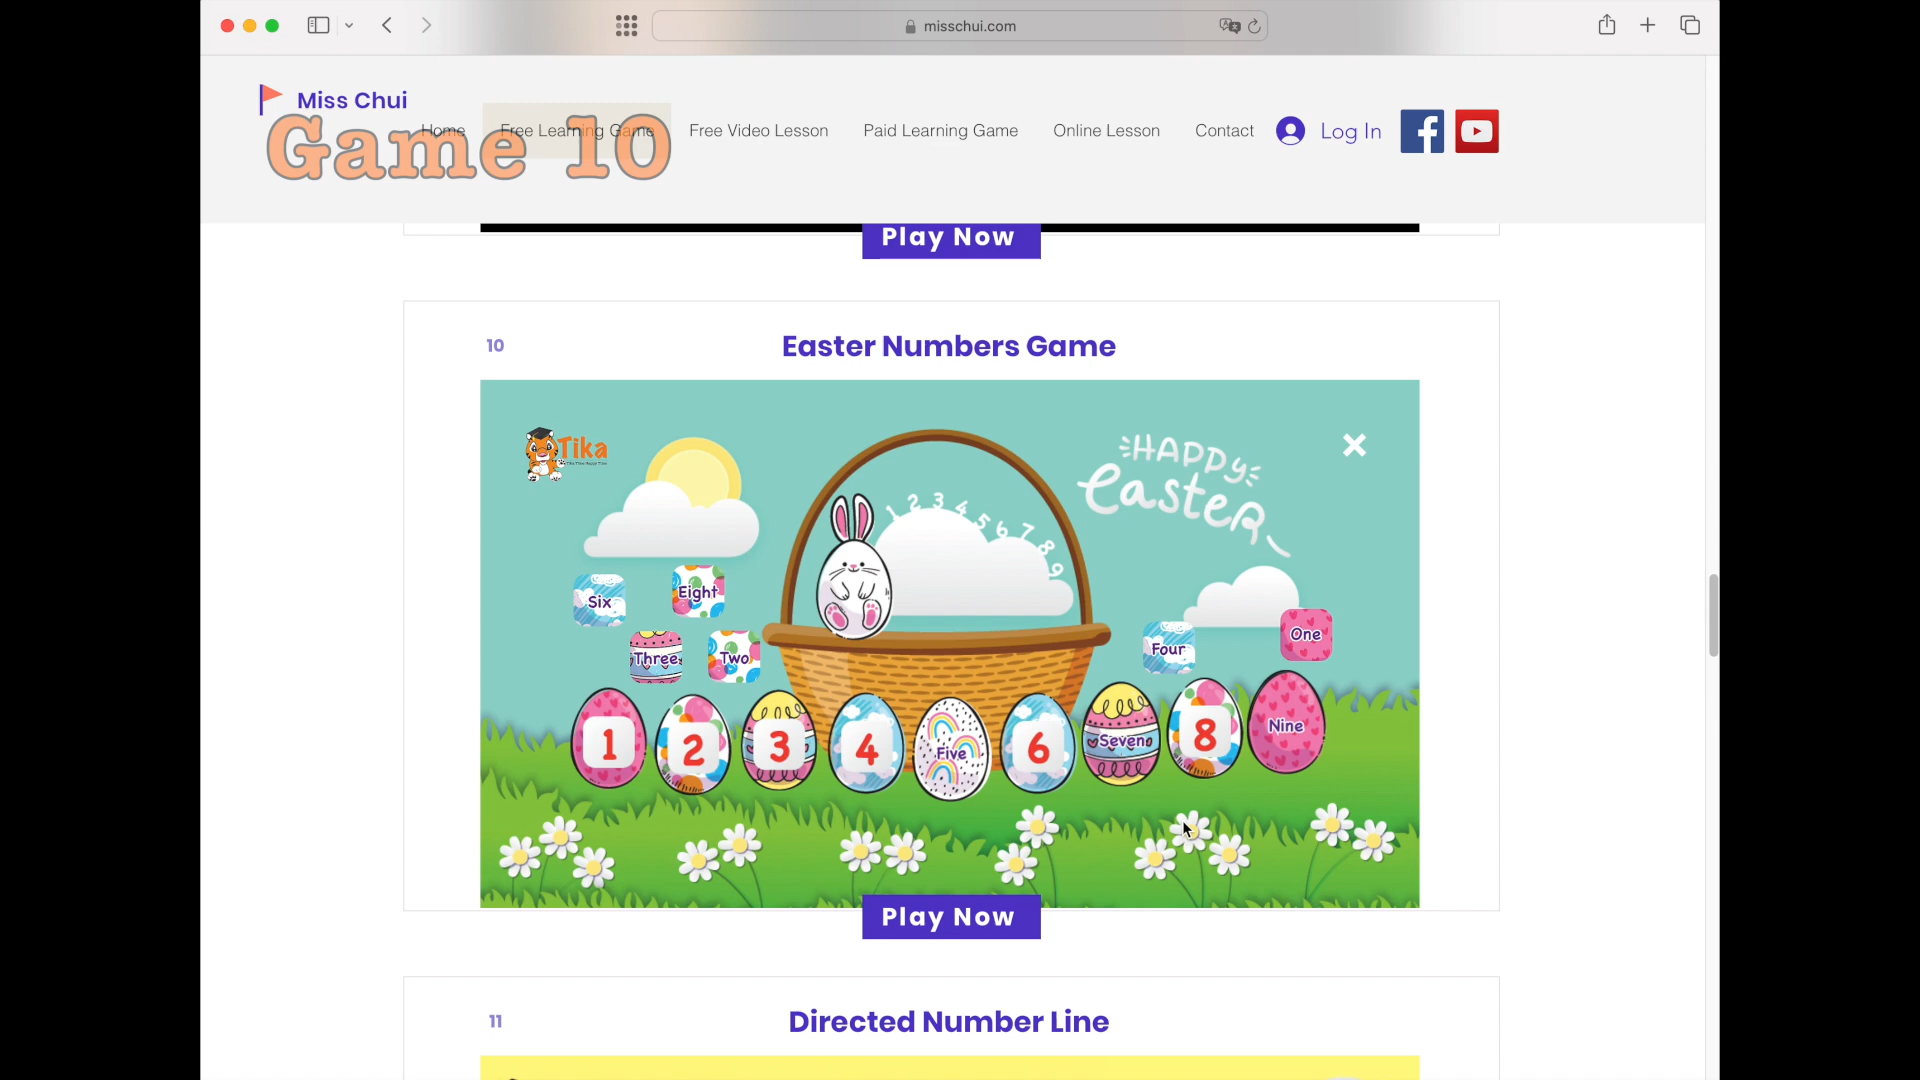 misschui.com
Miss Chui
Game 10
Home
Free Learning Game
Free Video Lesson
Paid Learning Game
Online Lesson
Contact
Log In
Play Now
10
Easter Numbers Game
Tika
HAPPY
easter
1 2 3 4 5 6 7 8 9
Six
Eight
Three
Two
Four
One
1
2
3
4
Five
6
Seven
8
Nine
Play Now
11
Directed Number Line